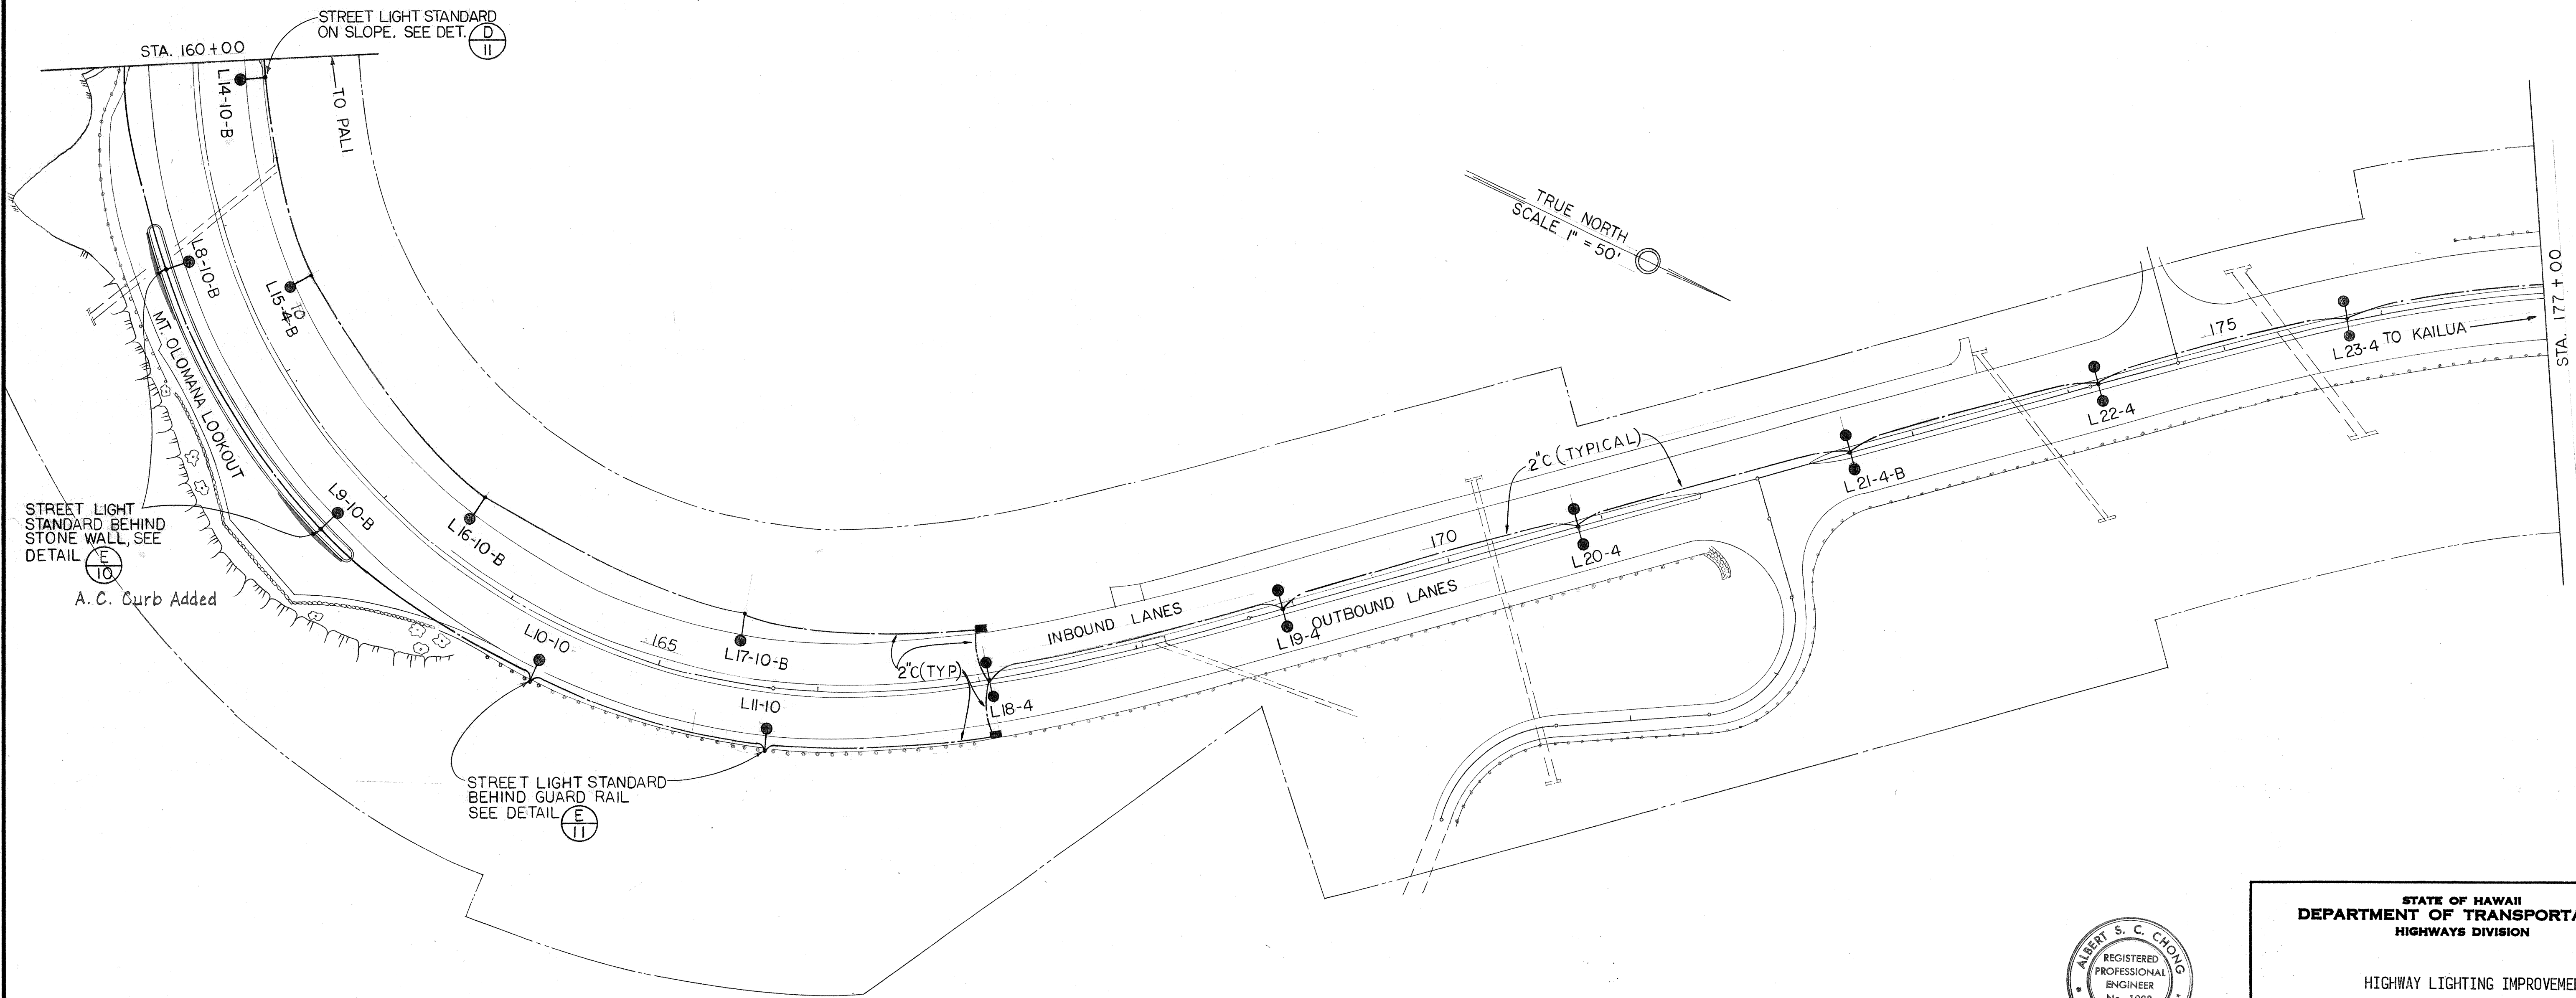 STREET LIGHT STANDARD
ON SLOPE. SEE DET.
D
11
STA. 160+00
L14-10-B
TO PALI
TRUE NORTH
SCALE 1" = 50'
L8-10-B
L15-4-B
10
MT. OLOMANA LOOKOUT
175
L23-4
TO KAILUA
STA. 177+00
L22-4
2"C (TYPICAL)
L21-4-B
STREET LIGHT
STANDARD BEHIND
STONE WALL, SEE
DETAIL
E
10
A. C. Curb Added
L9-10-B
L16-10-B
170
L20-4
INBOUND LANES
OUTBOUND LANES
L19-4
L10-10
165
L17-10-B
2"C(TYP)
L18-4
L11-10
STREET LIGHT STANDARD
BEHIND GUARD RAIL
SEE DETAIL
E
11
ALBERT S. C. CHONG
REGISTERED
PROFESSIONAL
ENGINEER
STATE OF HAWAII
DEPARTMENT OF TRANSPORTA
HIGHWAYS DIVISION
HIGHWAY LIGHTING IMPROVEMEN